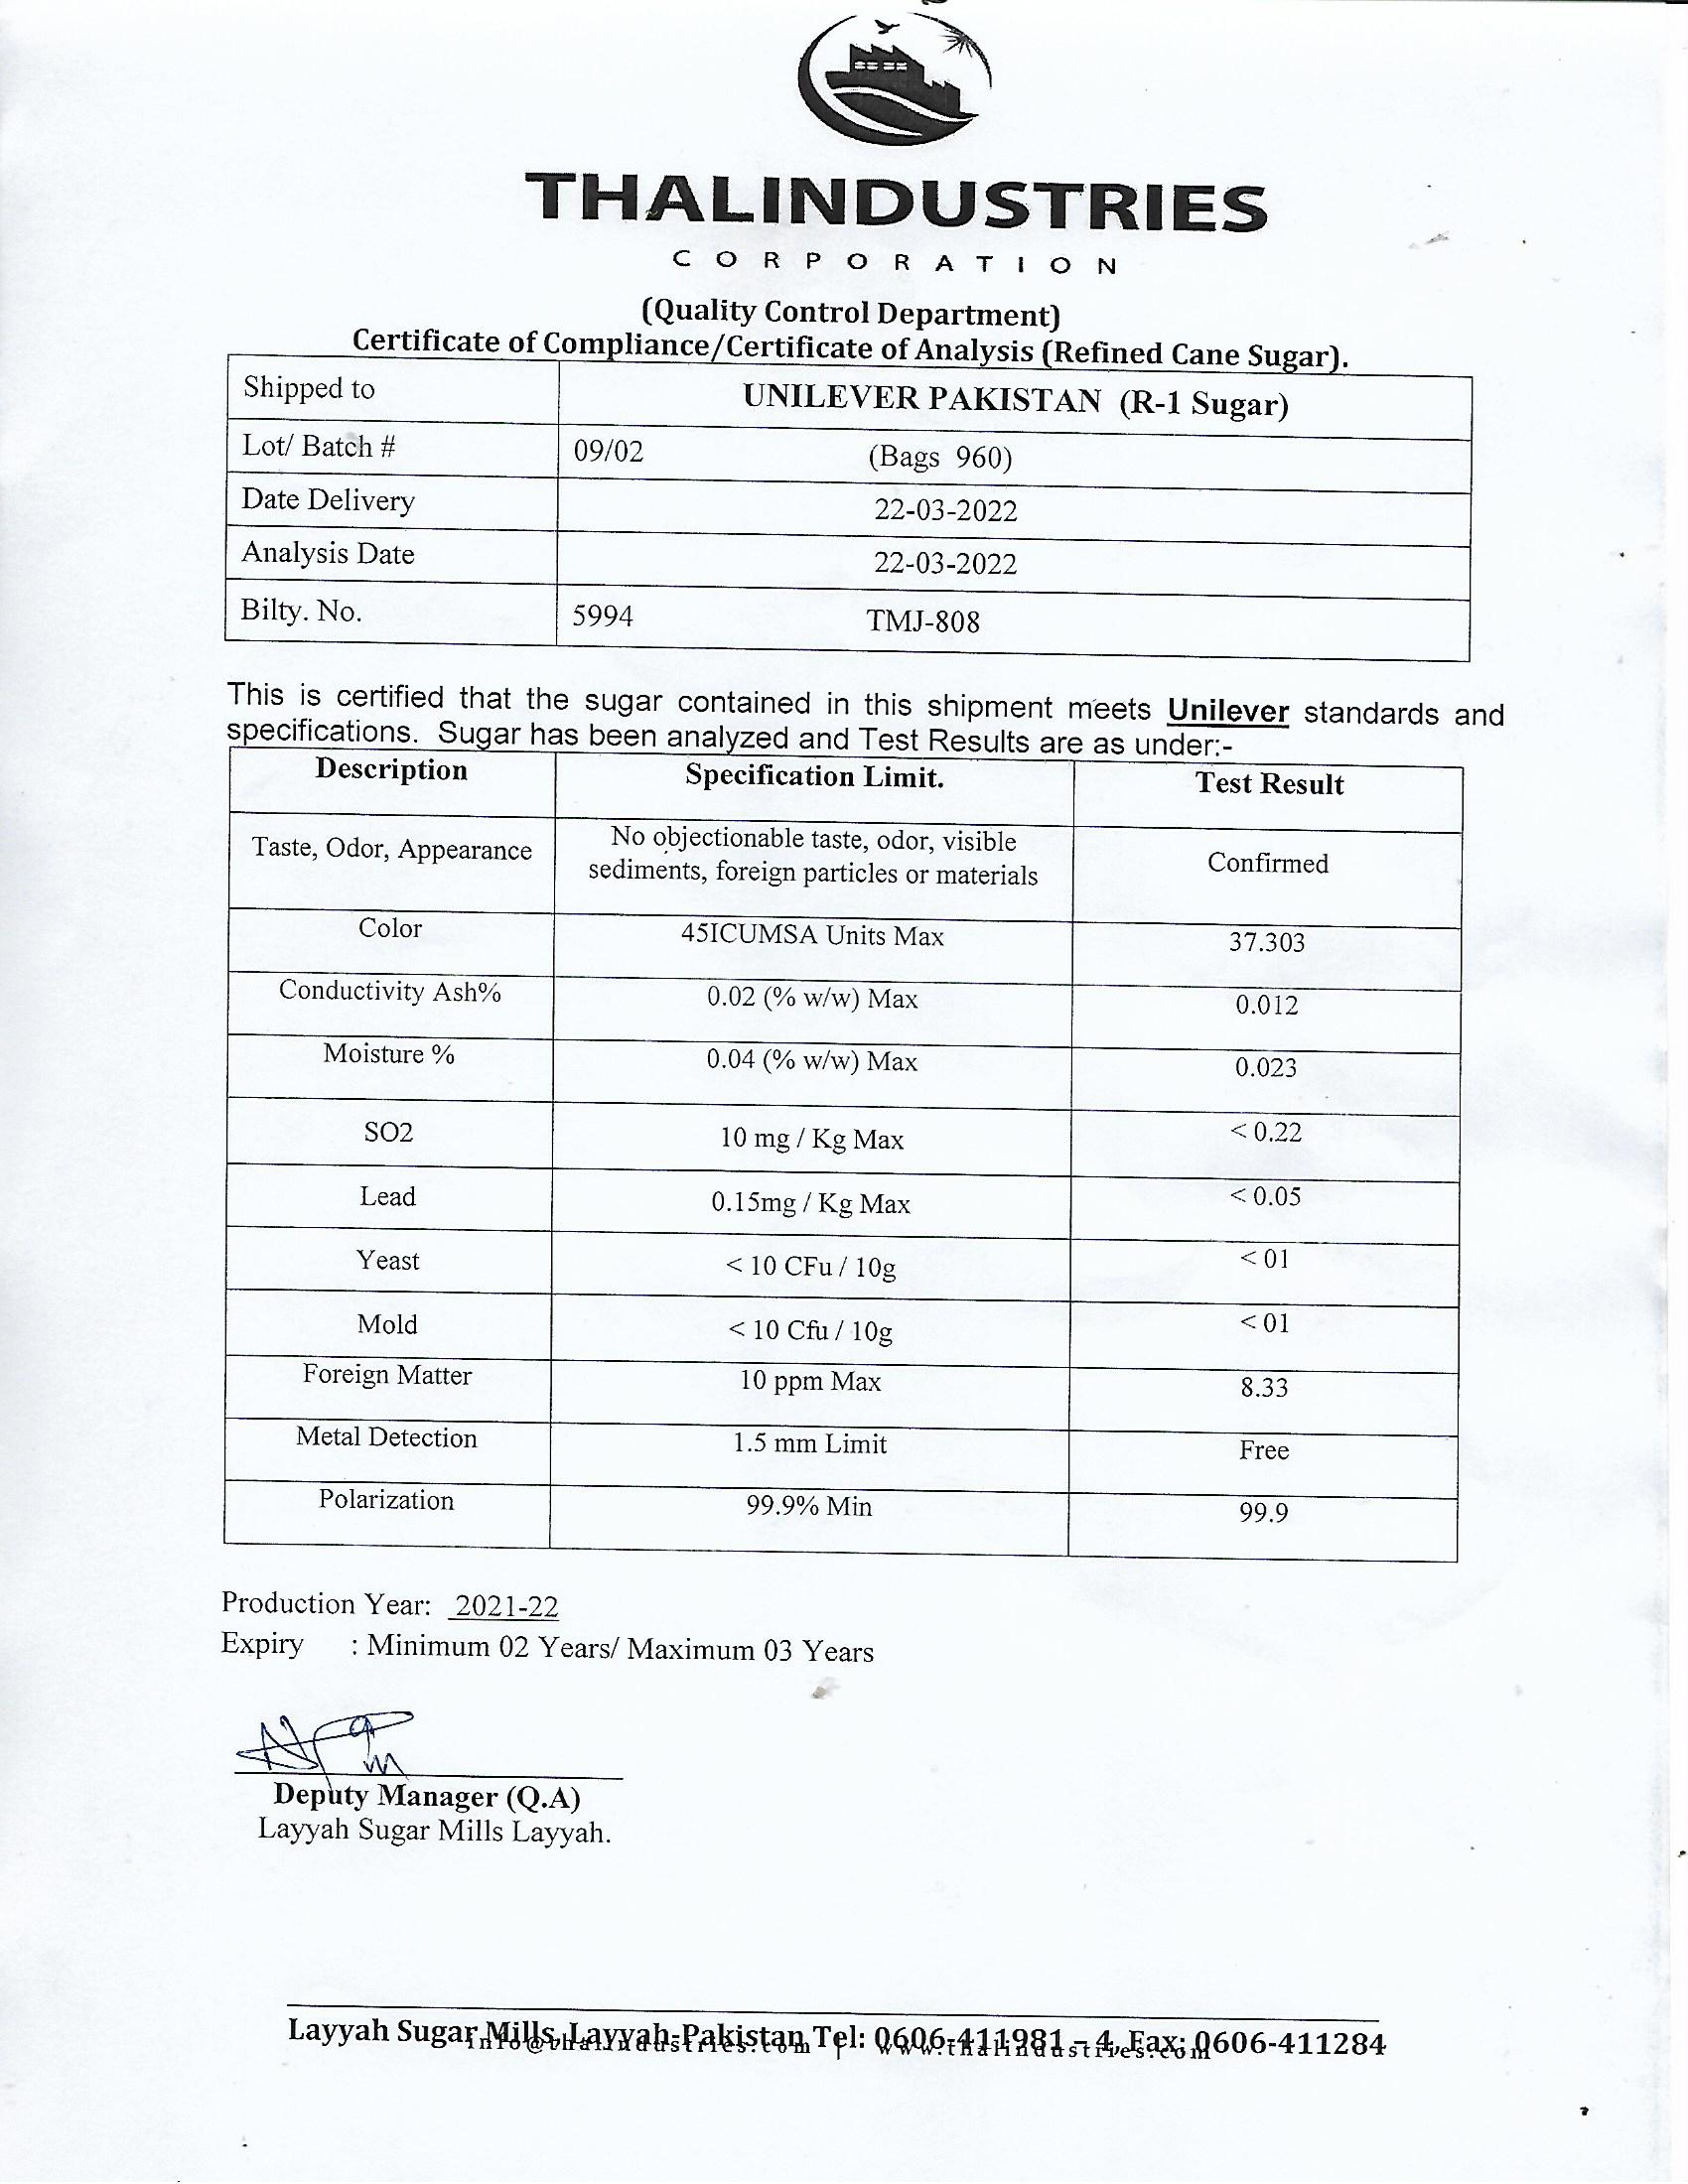 THALINDUSTRIES
CORPORATION
(Quality Control Department)
Certificate of Compliance/Certificate of Analysis (Refined Cane Sugar).
Shipped to UNILEVER PAKISTAN (R-1 Sugar)
Lot/ Batch # 09/02 (Bags 960)
Date Delivery 22-03-2022
Analysis Date 22-03-2022
Bilty. No. 5994 TMJ-808
This is certified that the sugar contained in this shipment meets Unilever standards and
specifications. Sugar has been analyzed and Test Results are as under:-
Description Specification Limit. Test Result
Taste, Odor, Appearance No objectionable taste, odor, visible
sediments, foreign particles or materials Confirmed
Color 45ICUMSA Units Max 37.303
Conductivity Ash% 0.02 (% w/w) Max 0.012
Moisture % 0.04 (% w/w) Max 0.023
SO2 10 mg / Kg Max < 0.22
Lead 0.15mg / Kg Max < 0.05
Yeast < 10 CFu / 10g < 01
Mold < 10 Cfu / 10g < 01
Foreign Matter 10 ppm Max 8.33
Metal Detection 1.5 mm Limit Free
Polarization 99.9% Min 99.9
Production Year: 2021-22
Expiry : Minimum 02 Years/ Maximum 03 Years
Deputy Manager (Q.A)
Layyah Sugar Mills Layyah.
Layyah Sugar Mills, Layyah-Pakistan Tel: 0606-411981 – 4, Fax: 0606-411284
info@thalindustries.com | www.thalindustries.com